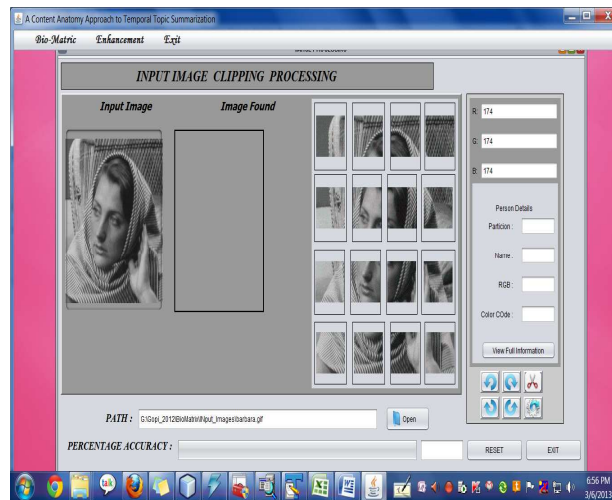 A Content Anatomy Approach to Temporal Topic Summarization
Bio-Matric Enhancement Exit
INPUT IMAGE CLIPPING PROCESSING
Input Image Image Found
R: 174
G: 174
B: 174
Person Details
Particion :
Name :
RGB :
Color COde :
View Full Information
PATH : G:\Gopi_2012\BioMatrix\INput_Images\barbara.gif Open
PERCENTAGE ACCURACY : RESET EXIT
6:56 PM
3/6/2013